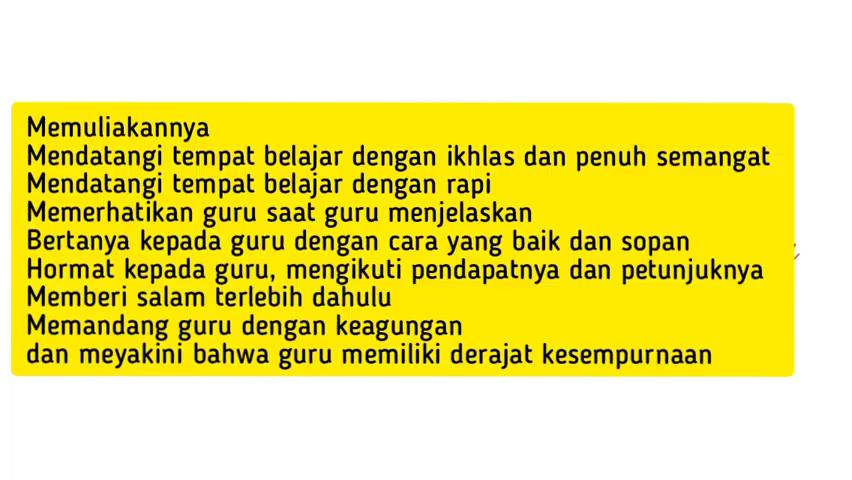 Memuliakannya
Mendatangi tempat belajar dengan ikhlas dan penuh semangat
Mendatangi tempat belajar dengan rapi
Memerhatikan guru saat guru menjelaskan
Bertanya kepada guru dengan cara yang baik dan sopan
Hormat kepada guru, mengikuti pendapatnya dan petunjuknya
Memberi salam terlebih dahulu
Memandang guru dengan keagungan
dan meyakini bahwa guru memiliki derajat kesempurnaan